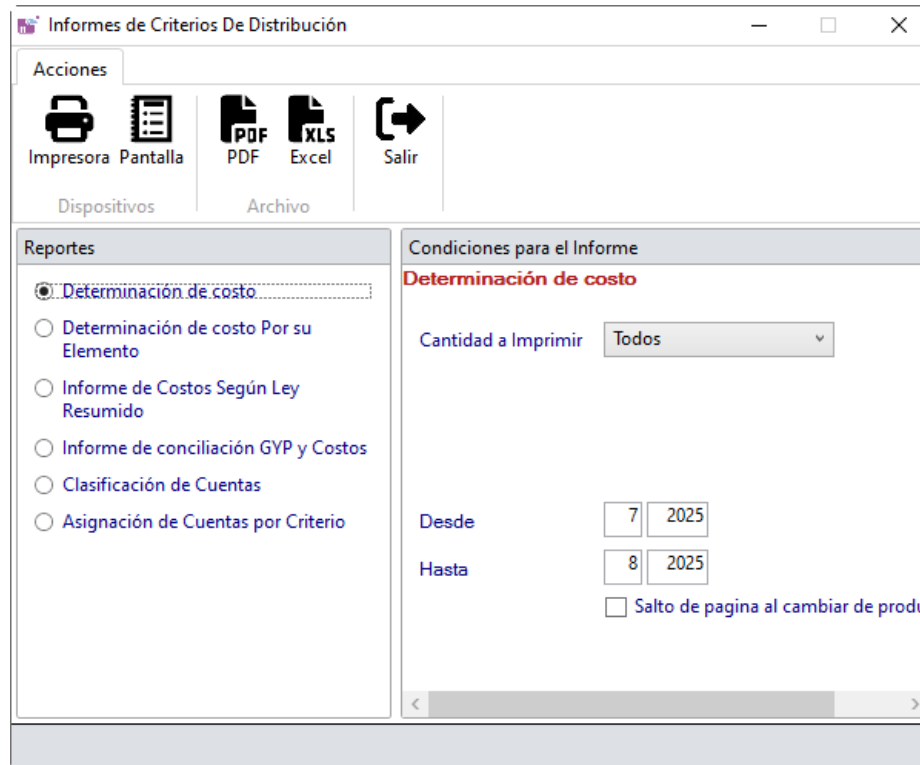 Informes de Criterios De Distribución
Acciones
Impresora Pantalla PDF Excel Salir
Dispositivos Archivo
Reportes
Determinación de costo
Determinación de costo Por su
Elemento
Informe de Costos Según Ley
Resumido
Informe de conciliación GYP y Costos
Clasificación de Cuentas
Asignación de Cuentas por Criterio
Condiciones para el Informe
Determinación de costo
Cantidad a Imprimir Todos
Desde 7 2025
Hasta 8 2025
Salto de pagina al cambiar de produ